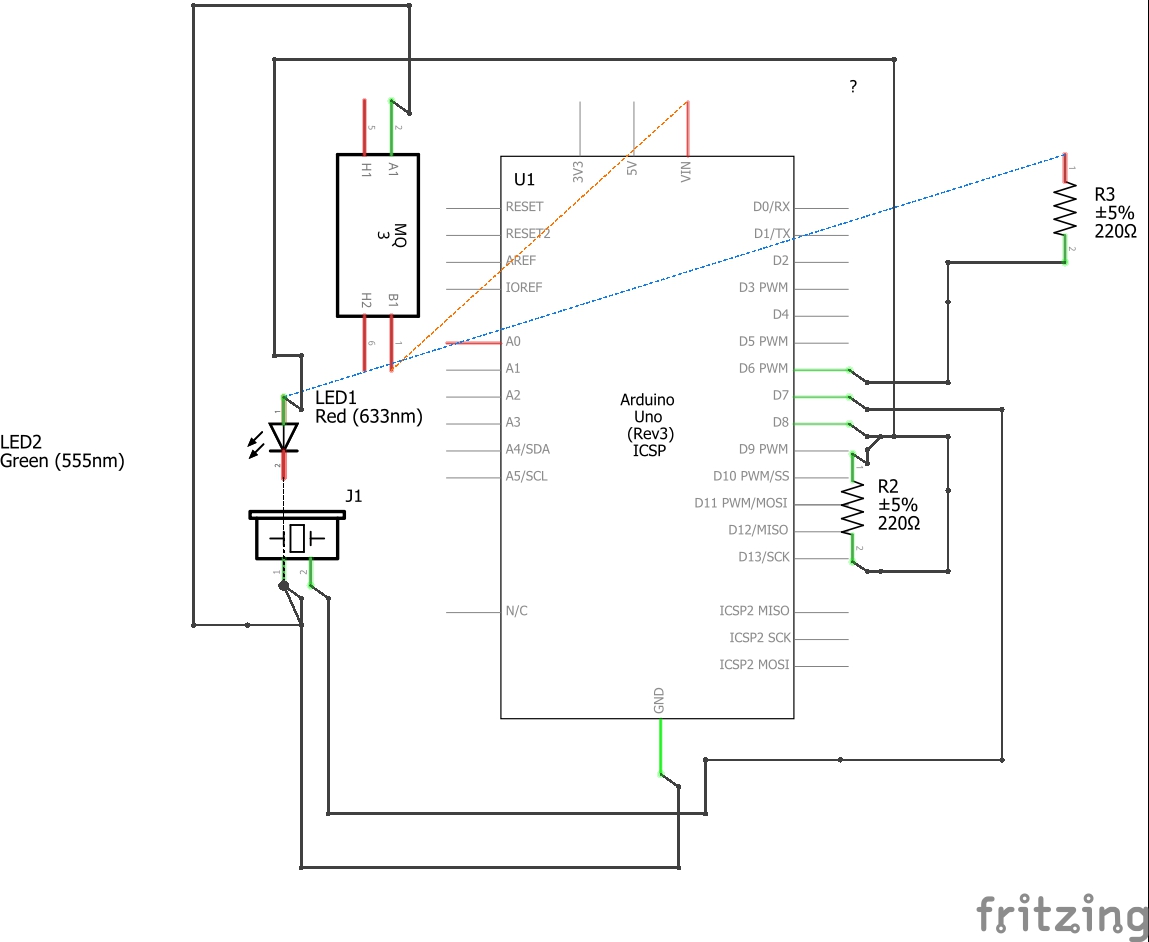 ?
3V3
5V
VIN
U1
RESET
RESET2
AREF
IOREF
A0
A1
A2
A3
A4/SDA
A5/SCL
N/C
D0/RX
D1/TX
D2
D3 PWM
D4
D5 PWM
D6 PWM
D7
D8
D9 PWM
D10 PWM/SS
D11 PWM/MOSI
D12/MISO
D13/SCK
ICSP2 MISO
ICSP2 SCK
ICSP2 MOSI
GND
Arduino
Uno
(Rev3)
ICSP
5
2
H1
A1
MQ
3
H2
B1
6
1
1
R3
±5%
220Ω
2
LED1
Red (633nm)
1
2
LED2
Green (555nm)
J1
1
2
1
R2
±5%
220Ω
2
fritzing